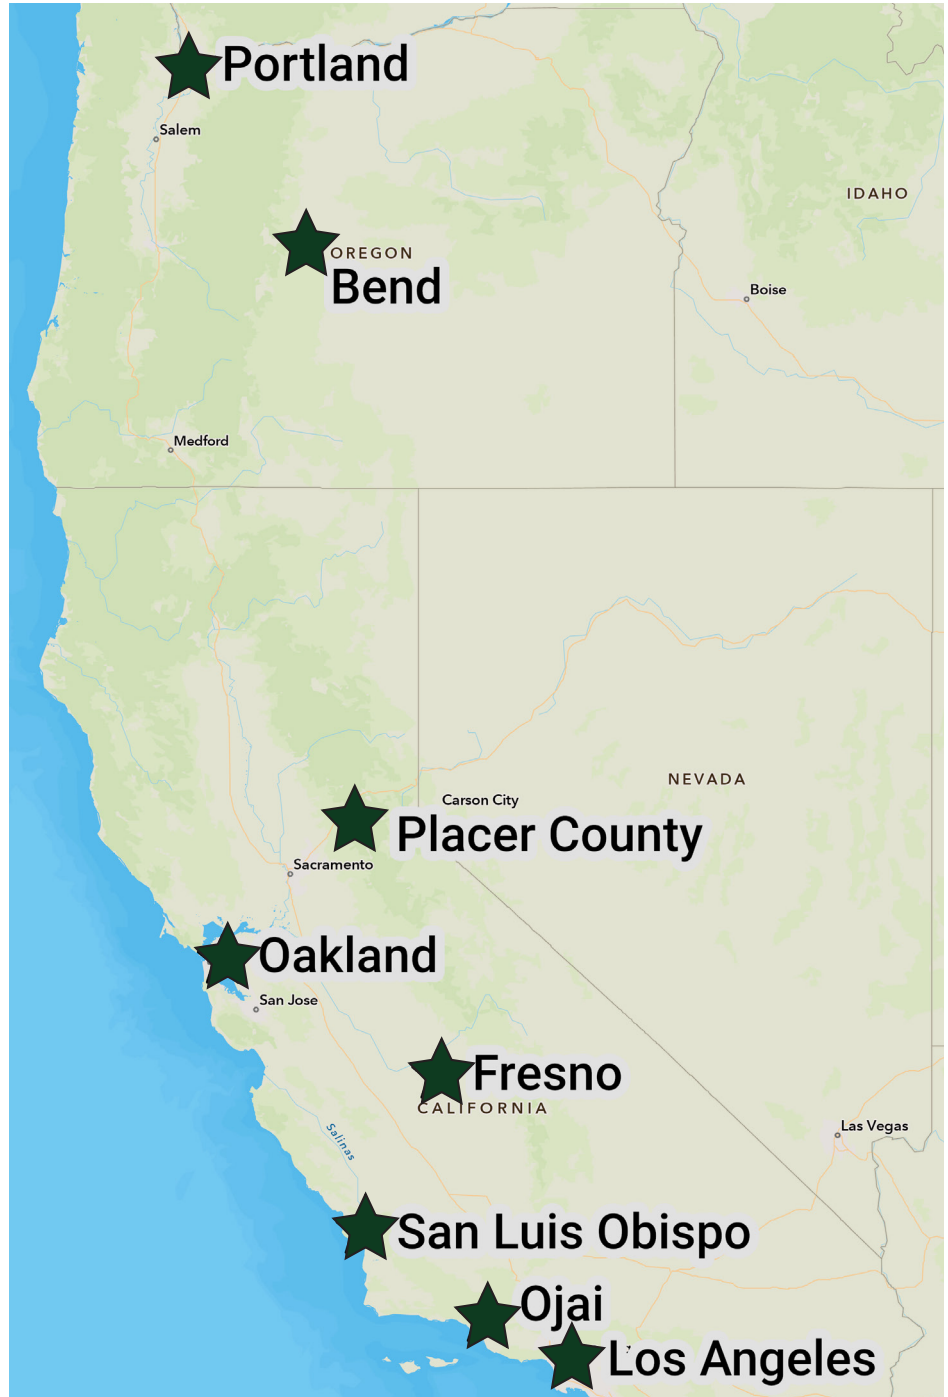 Portland
Salem
IDAHO
OREGON
Bend
Boise
Medford
NEVADA
Carson City
Placer County
Sacramento
Oakland
San Jose
Fresno
CALIFORNIA
Las Vegas
Salinas
San Luis Obispo
Ojai
Los Angeles